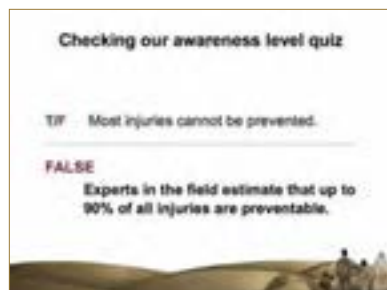 Checking our awareness level quiz
T/F Most injuries cannot be prevented.
FALSE
Experts in the field estimate that up to
90% of all injuries are preventable.